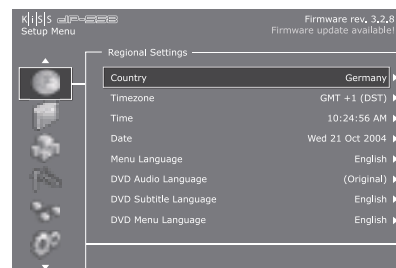 KiSS DP-558 Firmware rev. 3.2.8
Setup Menu Firmware update available!
Regional Settings
Country Germany
Timezone GMT +1 (DST)
Time 10:24:56 AM
Date Wed 21 Oct 2004
Menu Language English
DVD Audio Language (Original)
DVD Subtitle Language English
DVD Menu Language English